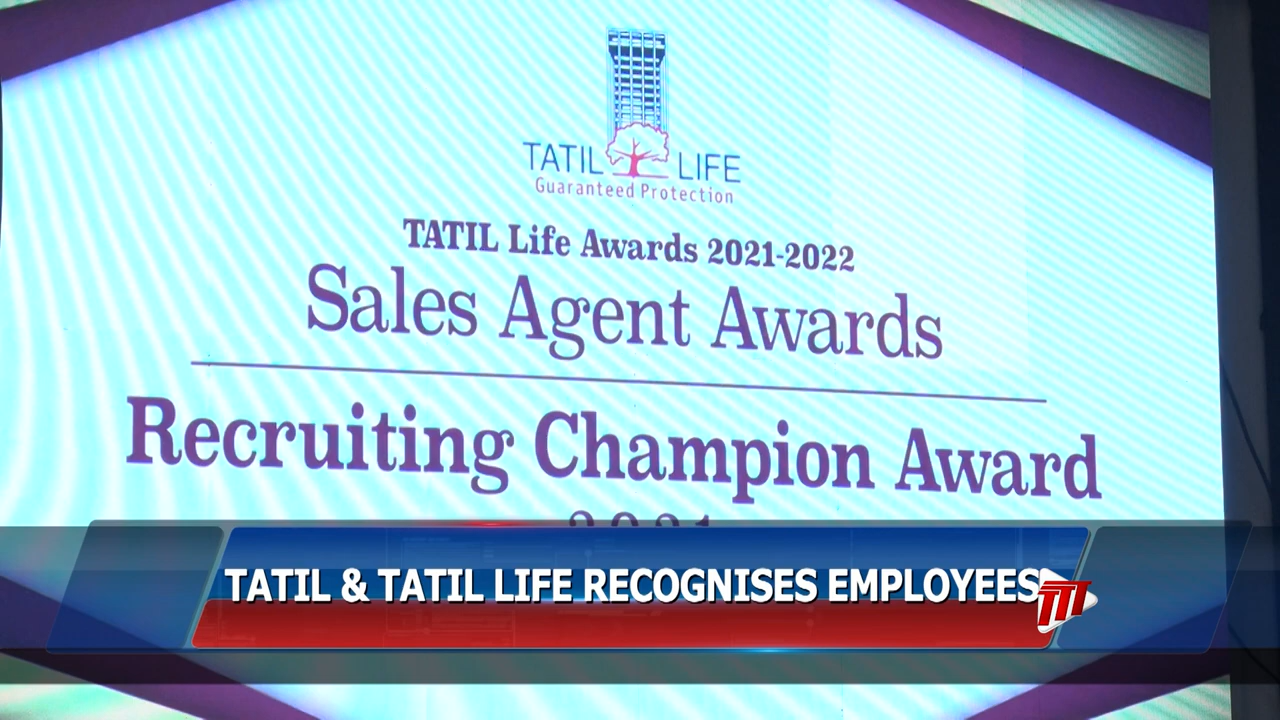 TATIL LIFE
Guaranteed Protection
TATIL Life Awards 2021-2022
Sales Agent Awards
Recruiting Champion Award
2021
TATIL & TATIL LIFE RECOGNISES EMPLOYEES
TTT